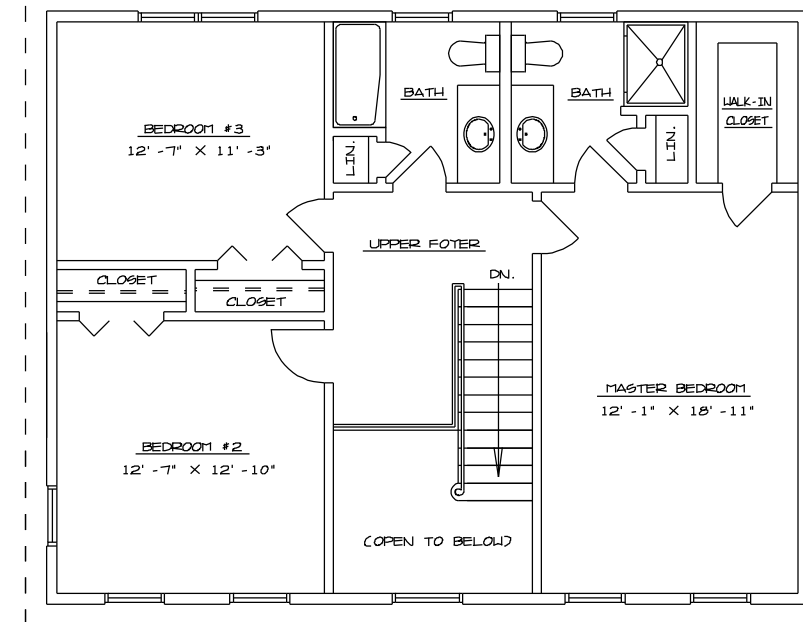 BATH
BATH
WALK-IN
CLOSET
BEDROOM #3
12' -7" X 11' -3"
LIN.
LIN.
UPPER FOYER
DN.
CLOSET
CLOSET
MASTER BEDROOM
12' -1" X 18' -11"
BEDROOM #2
12' -7" X 12' -10"
(OPEN TO BELOW)